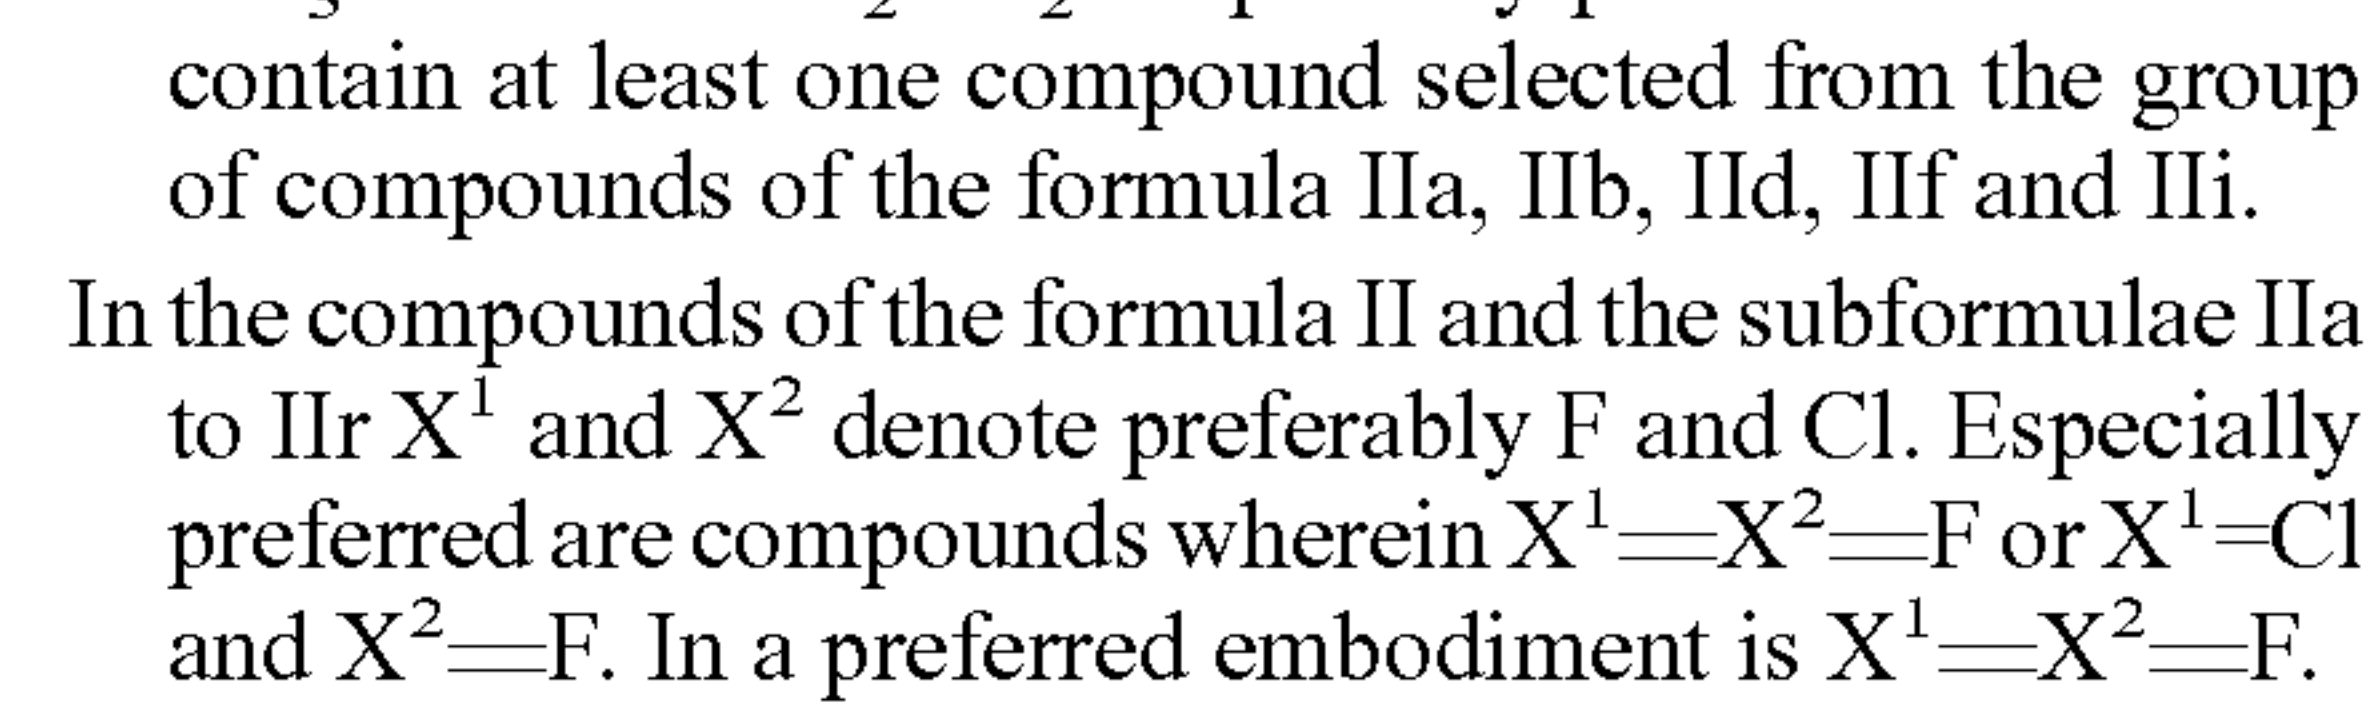 contain at least one compound selected from the group
of compounds of the formula IIa, IIb, IId, IIf and IIi.
In the compounds of the formula II and the subformulae IIa
to IIr X¹ and X² denote preferably F and Cl. Especially
preferred are compounds wherein X¹═X²═F or X¹=Cl
and X²═F. In a preferred embodiment is X¹═X²═F.